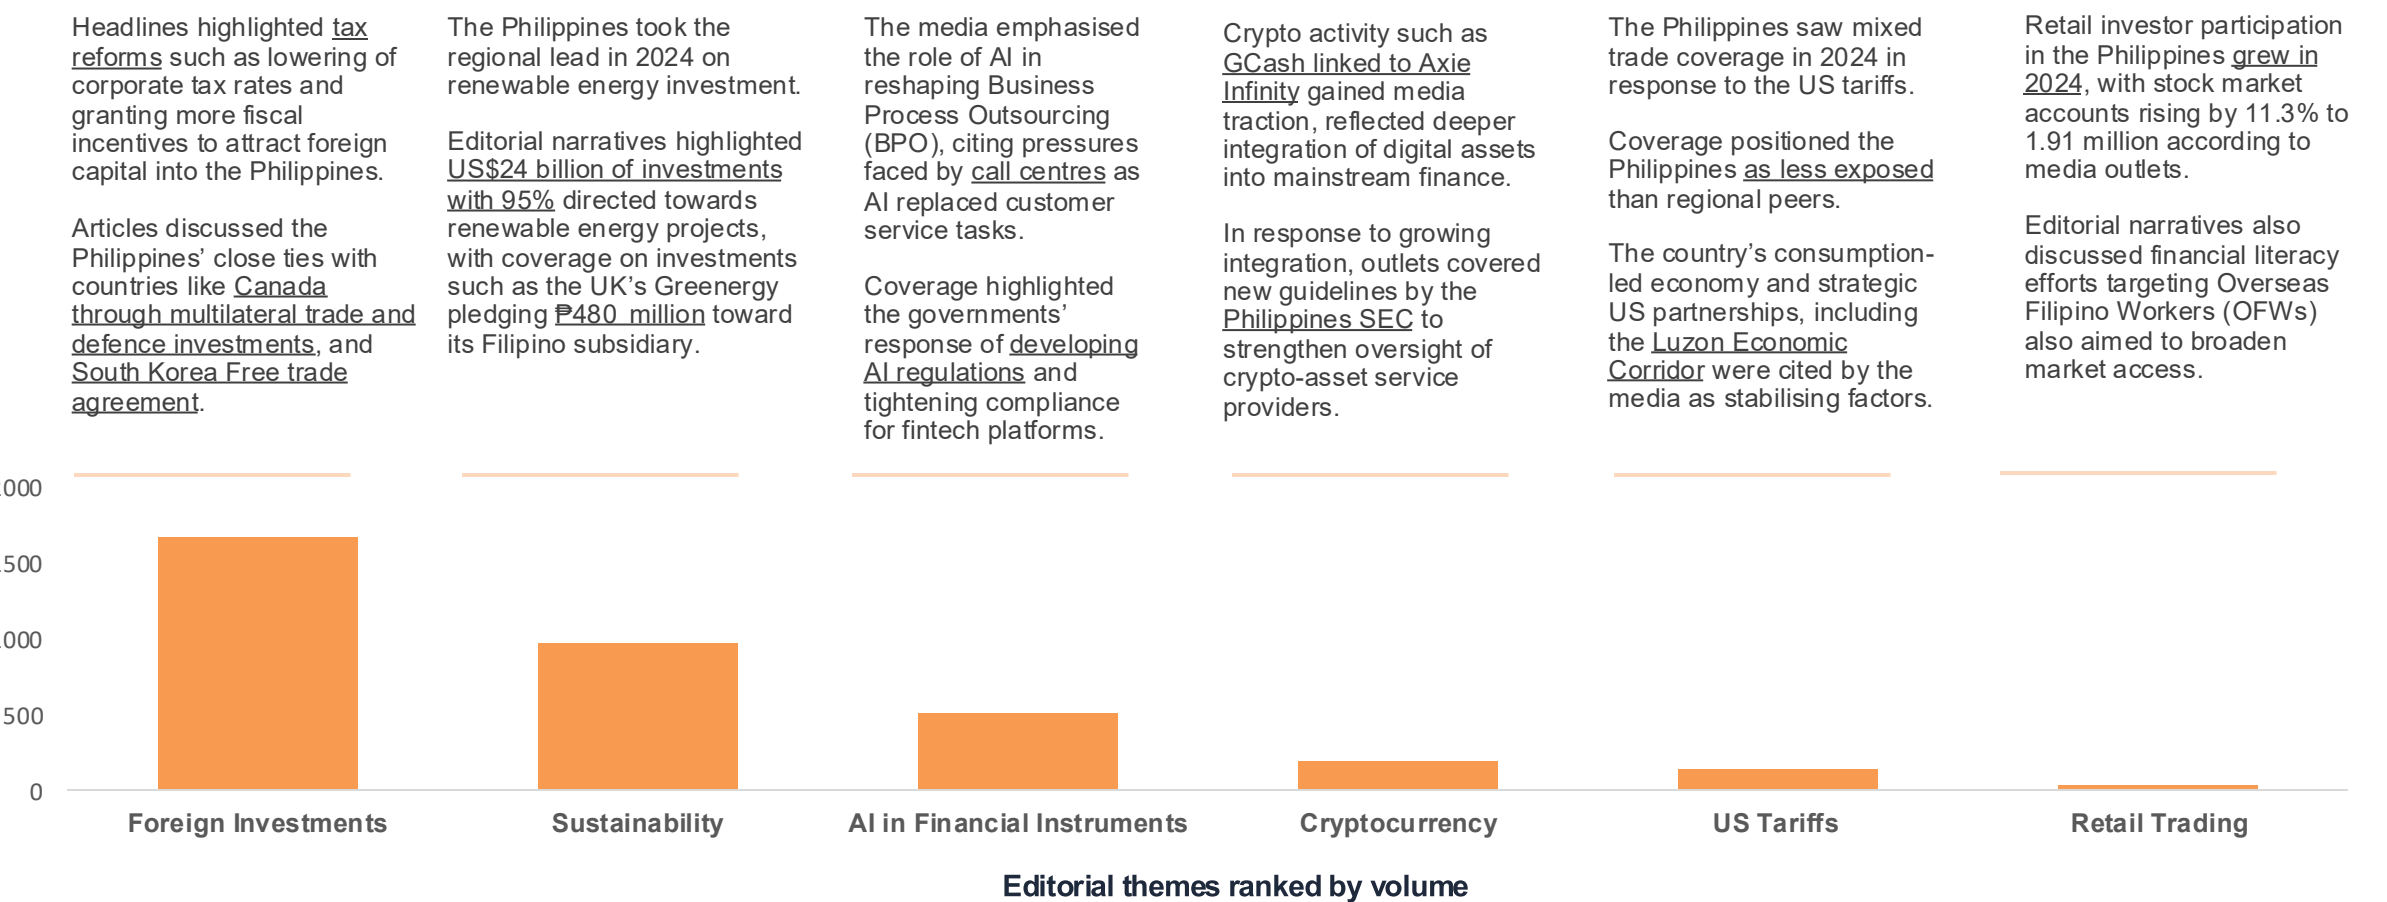 Headlines highlighted tax
reforms such as lowering of
corporate tax rates and
granting more fiscal
incentives to attract foreign
capital into the Philippines.
Articles discussed the
Philippines’ close ties with
countries like Canada
through multilateral trade and
defence investments, and
South Korea Free trade
agreement.
The Philippines took the
regional lead in 2024 on
renewable energy investment.
Editorial narratives highlighted
US$24 billion of investments
with 95% directed towards
renewable energy projects,
with coverage on investments
such as the UK’s Greenergy
pledging ₱480 million toward
its Filipino subsidiary.
The media emphasised
the role of AI in
reshaping Business
Process Outsourcing
(BPO), citing pressures
faced by call centres as
AI replaced customer
service tasks.
Coverage highlighted
the governments’
response of developing
AI regulations and
tightening compliance
for fintech platforms.
Crypto activity such as
GCash linked to Axie
Infinity gained media
traction, reflected deeper
integration of digital assets
into mainstream finance.
In response to growing
integration, outlets covered
new guidelines by the
Philippines SEC to
strengthen oversight of
crypto-asset service
providers.
The Philippines saw mixed
trade coverage in 2024 in
response to the US tariffs.
Coverage positioned the
Philippines as less exposed
than regional peers.
The country’s consumption-
led economy and strategic
US partnerships, including
the Luzon Economic
Corridor were cited by the
media as stabilising factors.
Retail investor participation
in the Philippines grew in
2024, with stock market
accounts rising by 11.3% to
1.91 million according to
media outlets.
Editorial narratives also
discussed financial literacy
efforts targeting Overseas
Filipino Workers (OFWs)
also aimed to broaden
market access.
000
500
000
500
0
Foreign Investments
Sustainability
AI in Financial Instruments
Cryptocurrency
US Tariffs
Retail Trading
Editorial themes ranked by volume